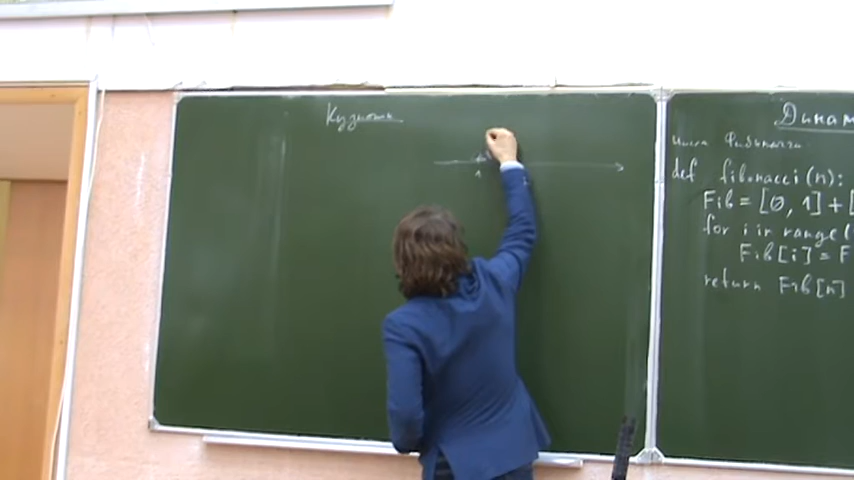 Кузнечик
1
Динам
числа Фибоначчи
def fibonacci(n):
Fib = [0, 1] + [
for i in range(
Fib[i] = F
return Fib[n]